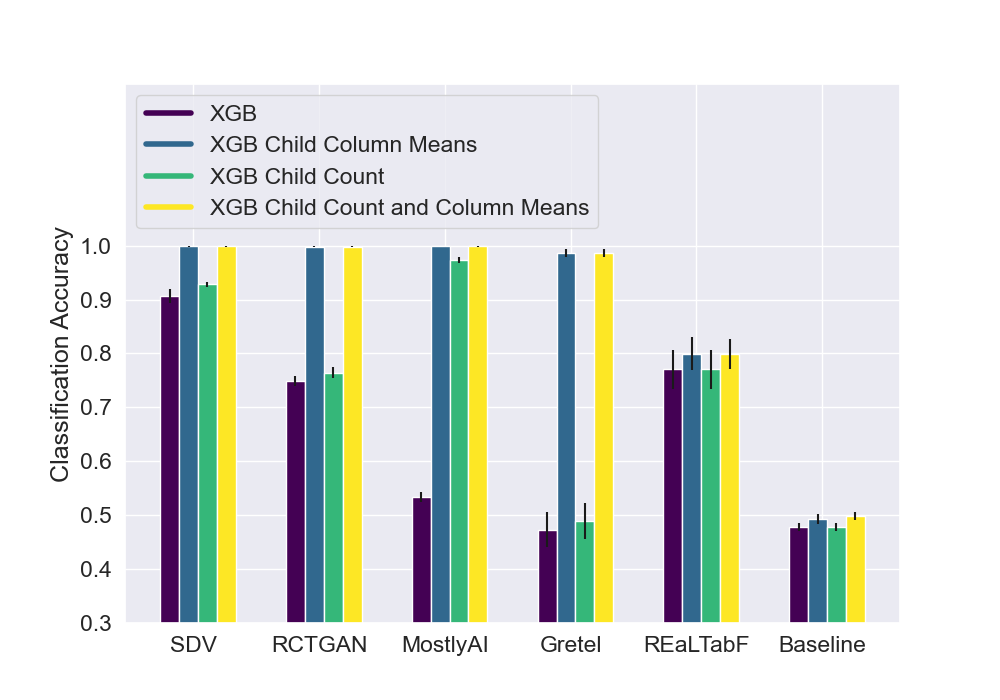 XGB
XGB Child Column Means
XGB Child Count
XGB Child Count and Column Means
Classification Accuracy
1.0
0.9
0.8
0.7
0.6
0.5
0.4
0.3
SDV RCTGAN MostlyAI Gretel REaLTabF Baseline